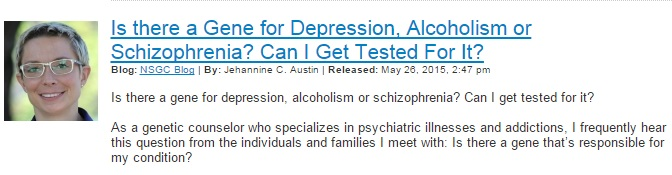 Is there a Gene for Depression, Alcoholism or
Schizophrenia? Can I Get Tested For It?
Blog: NSGC Blog | By: Jehannine C. Austin | Released: May 26, 2015, 2:47 pm
Is there a gene for depression, alcoholism or schizophrenia? Can I get tested for it?
As a genetic counselor who specializes in psychiatric illnesses and addictions, I frequently hear
this question from the individuals and families I meet with: Is there a gene that's responsible for
my condition?